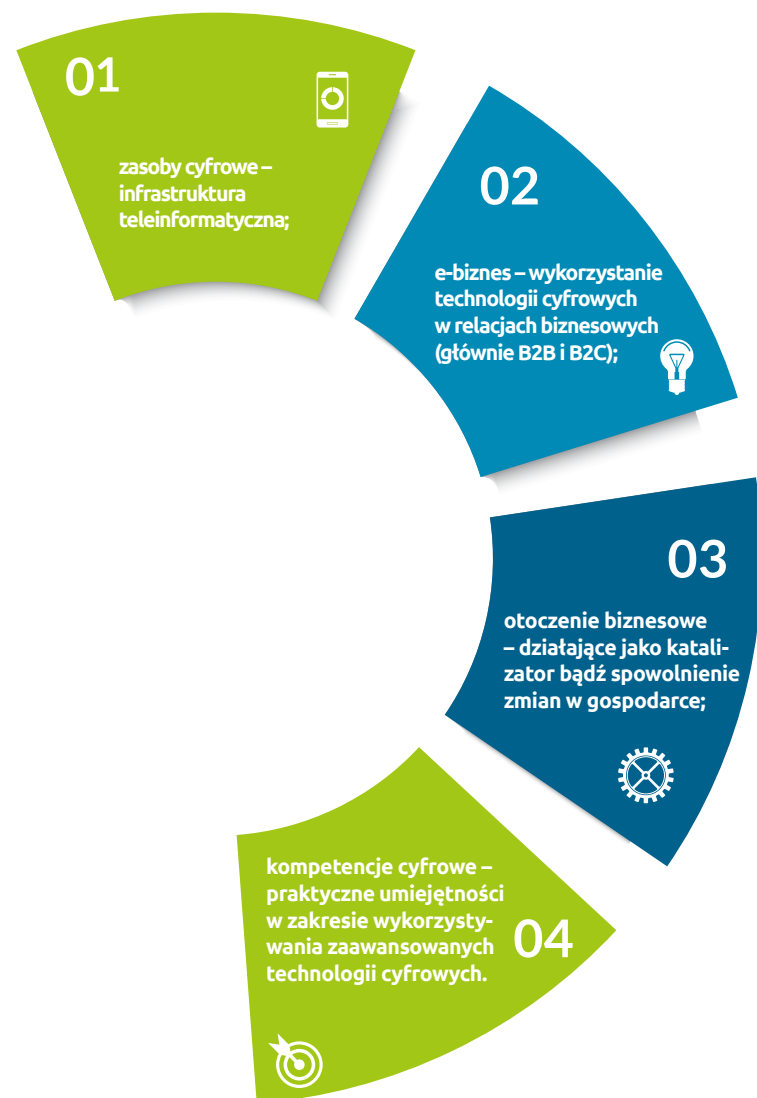 01
zasoby cyfrowe –
infrastruktura
teleinformatyczna;
02
e-biznes – wykorzystanie
technologii cyfrowych
w relacjach biznesowych
(głównie B2B i B2C);
03
otoczenie biznesowe
– działające jako katali-
zator bądź spowolnienie
zmian w gospodarce;
kompetencje cyfrowe –
praktyczne umiejętności
w zakresie wykorzysty-
wania zaawansowanych
technologii cyfrowych.
04